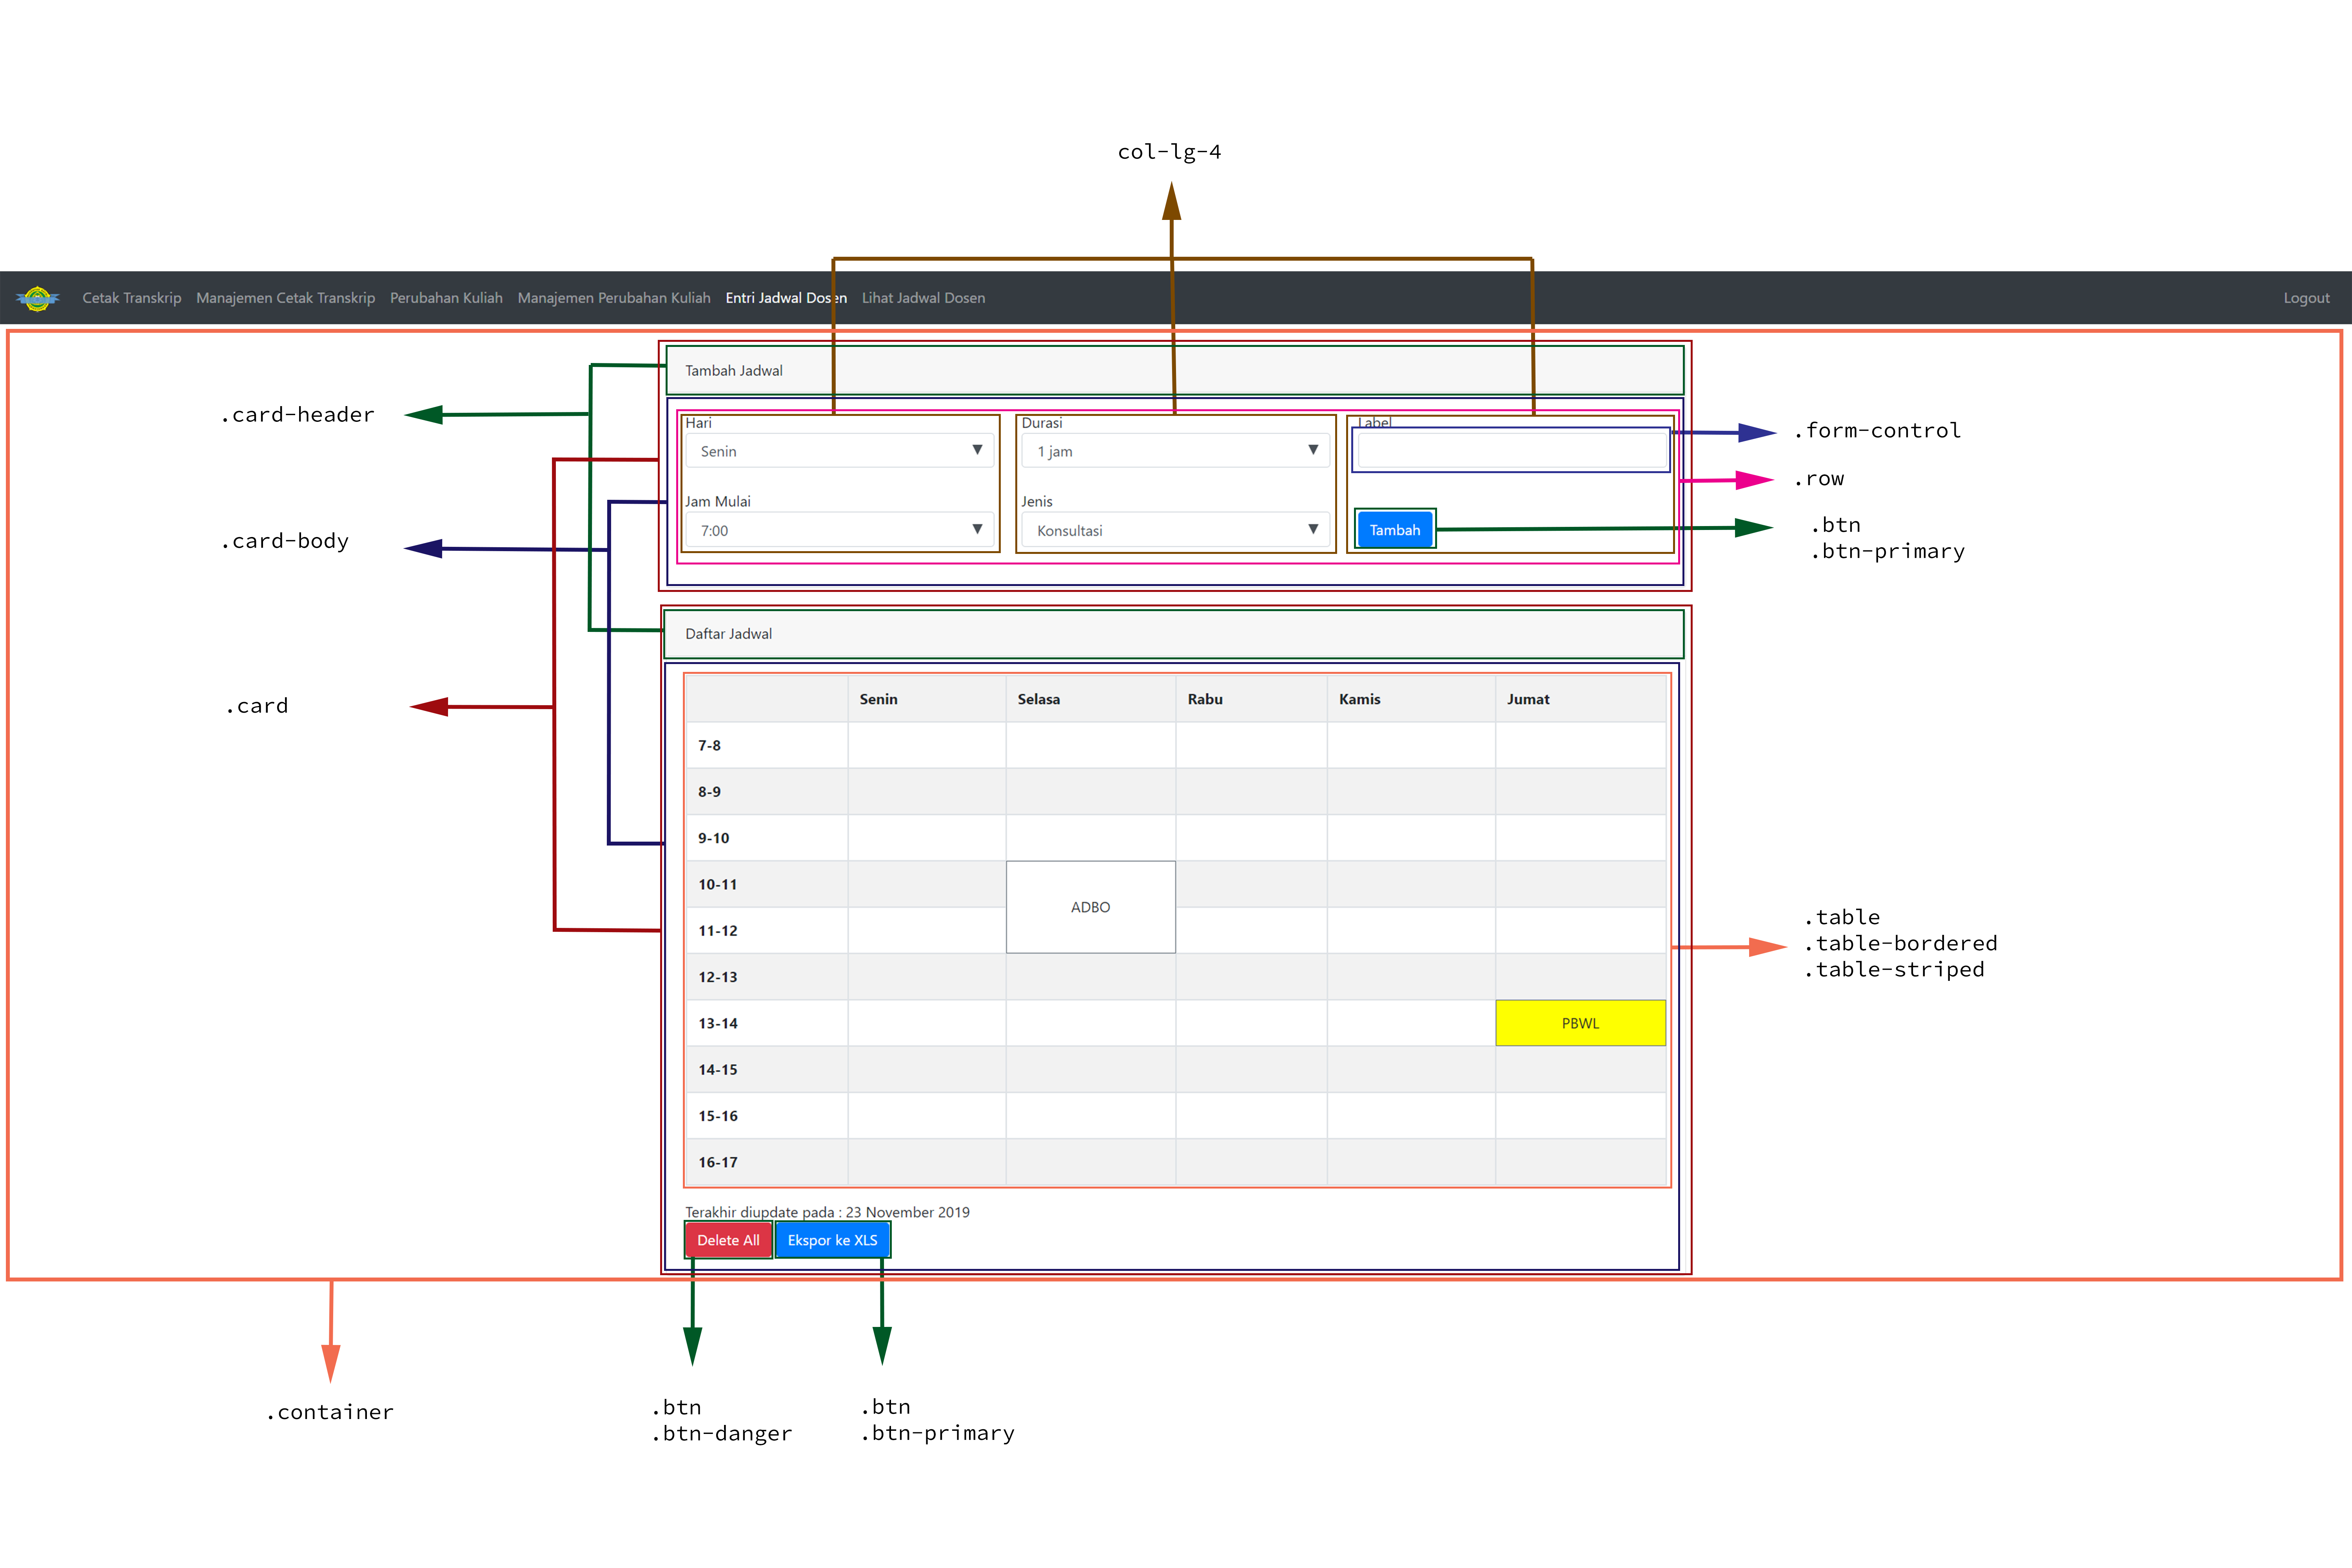 col-lg-4
Cetak Transkrip Manajemen Cetak Transkrip Perubahan Kuliah Manajemen Perubahan Kuliah Entri Jadwal Dosen Lihat Jadwal Dosen Logout
Tambah Jadwal
.card-header
Hari Durasi Label
.form-control
Senin 1 jam
.row
Jam Mulai Jenis
.btn
7:00 Konsultasi Tambah
.card-body
.btn-primary
Daftar Jadwal
.card
Senin Selasa Rabu Kamis Jumat
7-8
8-9
9-10
10-11
ADBO
11-12
.table
.table-bordered
.table-striped
12-13
13-14 PBWL
14-15
15-16
16-17
Terakhir diupdate pada : 23 November 2019
Delete All Ekspor ke XLS
.container
.btn .btn
.btn-danger .btn-primary